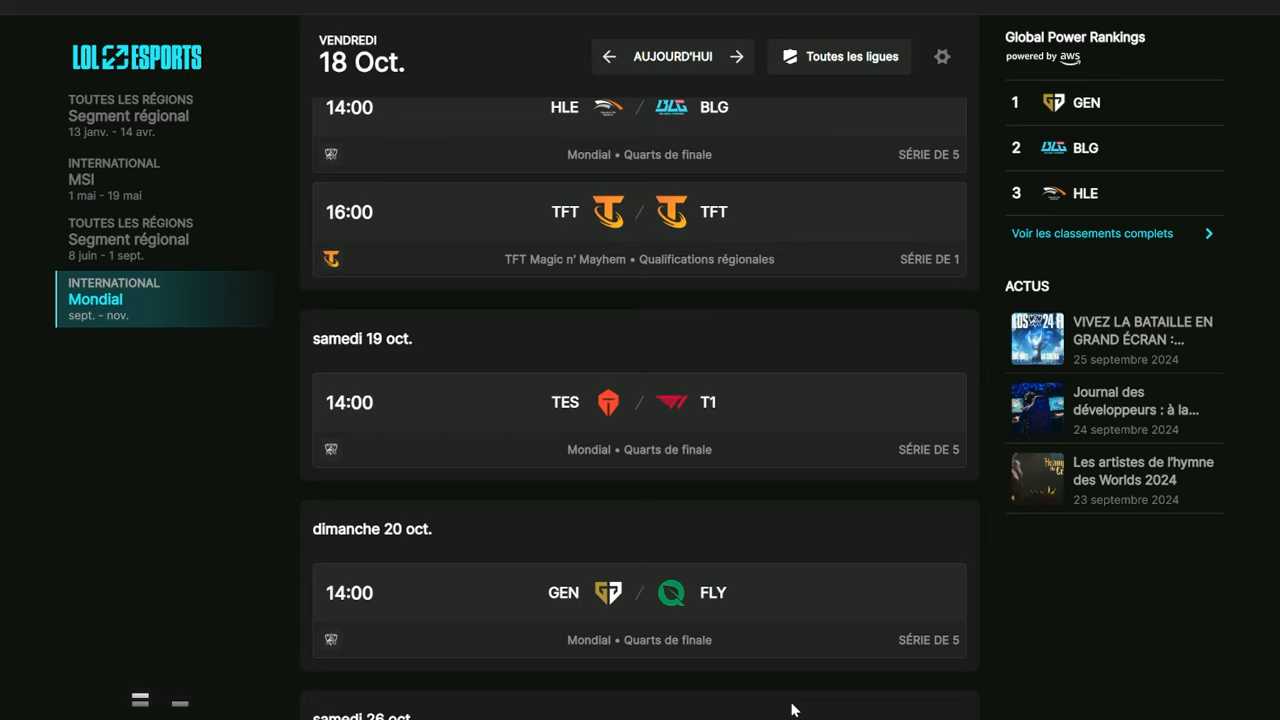 LOL ESPORTS
TOUTES LES RÉGIONS
Segment régional
13 janv. - 14 avr.
INTERNATIONAL
MSI
1 mai - 19 mai
TOUTES LES RÉGIONS
Segment régional
8 juin - 1 sept.
INTERNATIONAL
Mondial
sept. - nov.
VENDREDI
18 Oct.
AUJOURD'HUI
Toutes les ligues
14:00 HLE / BLG BLG
Mondial • Quarts de finale SÉRIE DE 5
16:00 TFT / TFT
TFT Magic n' Mayhem • Qualifications régionales SÉRIE DE 1
samedi 19 oct.
14:00 TES / T1
Mondial • Quarts de finale SÉRIE DE 5
dimanche 20 oct.
14:00 GEN / FLY
Mondial • Quarts de finale SÉRIE DE 5
samedi 26 oct.
Global Power Rankings
powered by aws
1 GEN
2 BLG BLG
3 HLE
Voir les classements complets
ACTUS
VIVEZ LA BATAILLE EN
GRAND ÉCRAN :...
25 septembre 2024
Journal des
développeurs : à la...
24 septembre 2024
Les artistes de l'hymne
des Worlds 2024
23 septembre 2024